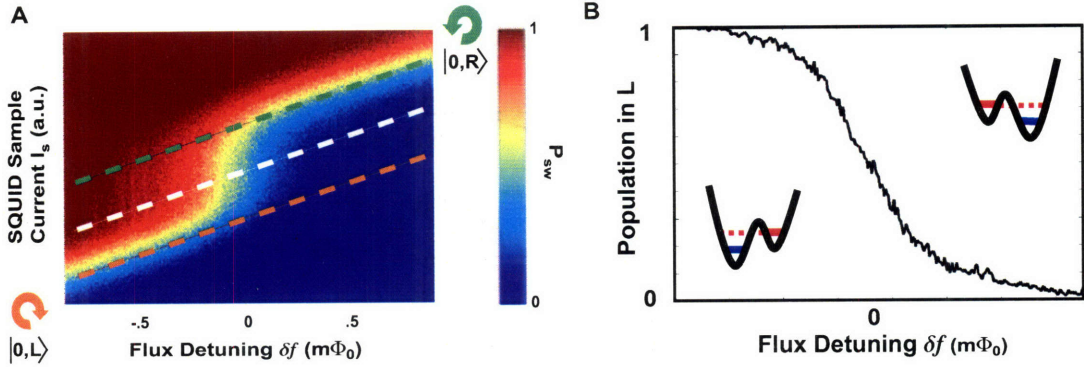 A
SQUID Sample
Current I_s (a.u.)
|0,R⟩
|0,L⟩
-.5
0
.5
Flux Detuning δf (mΦ₀)
1
P_sw
0
B
1
Population in L
0
0
Flux Detuning δf (mΦ₀)